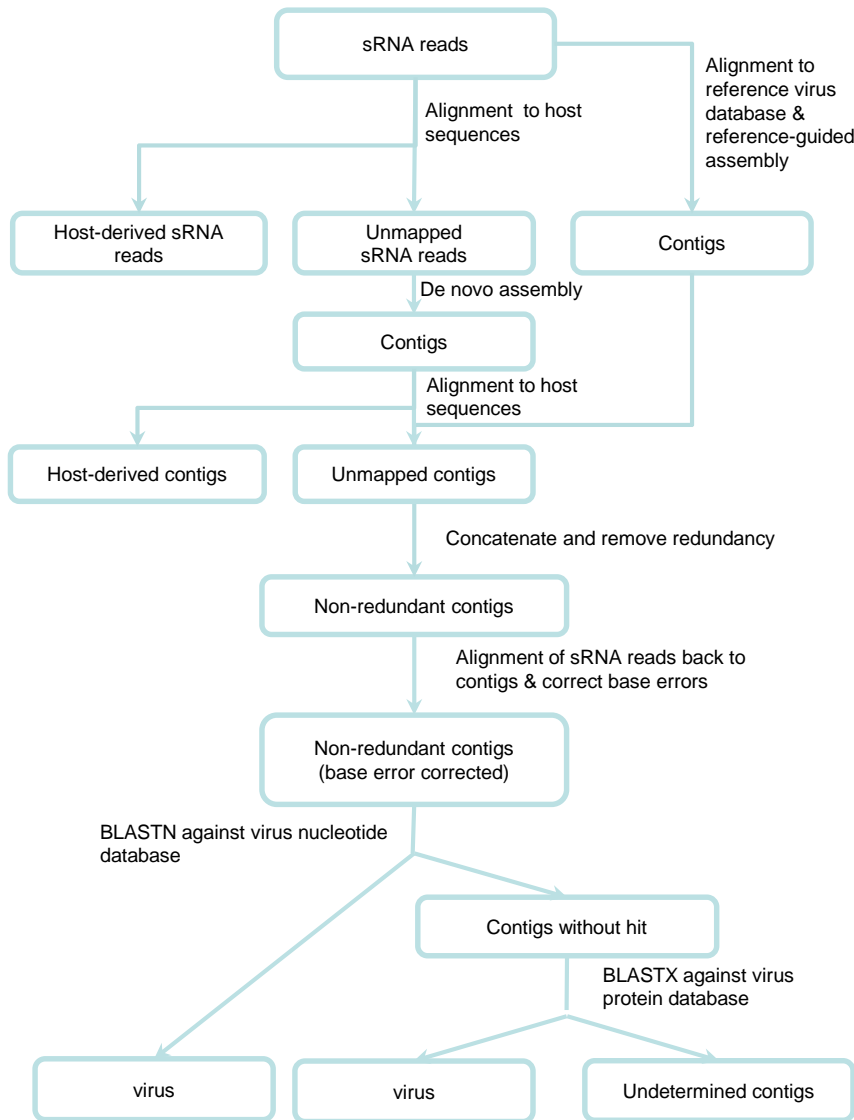 sRNA reads
Alignment to
reference virus
database &
reference-guided
assembly
Alignment  to host
sequences
Host-derived sRNA
reads
Unmapped
sRNA reads
Contigs
De novo assembly
Contigs
Alignment to host
sequences
Host-derived contigs
Unmapped contigs
Concatenate and remove redundancy
Non-redundant contigs
Alignment of sRNA reads back to
contigs & correct base errors
Non-redundant contigs
(base error corrected)
BLASTN against virus nucleotide
database
Contigs without hit
BLASTX against virus
protein database
virus
virus
Undetermined contigs